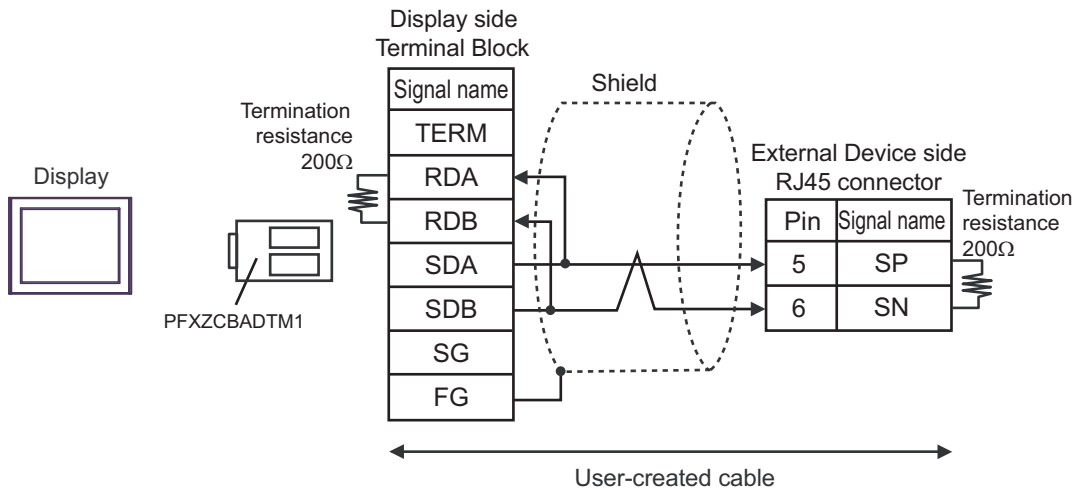 Display side
Terminal Block
Signal name
TERM
RDA
RDB
SDA
SDB
SG
FG
Termination
resistance
200Ω
Display
PFXZCBADTM1
Shield
External Device side
RJ45 connector
Pin Signal name
5 SP
6 SN
Termination
resistance
200Ω
User-created cable